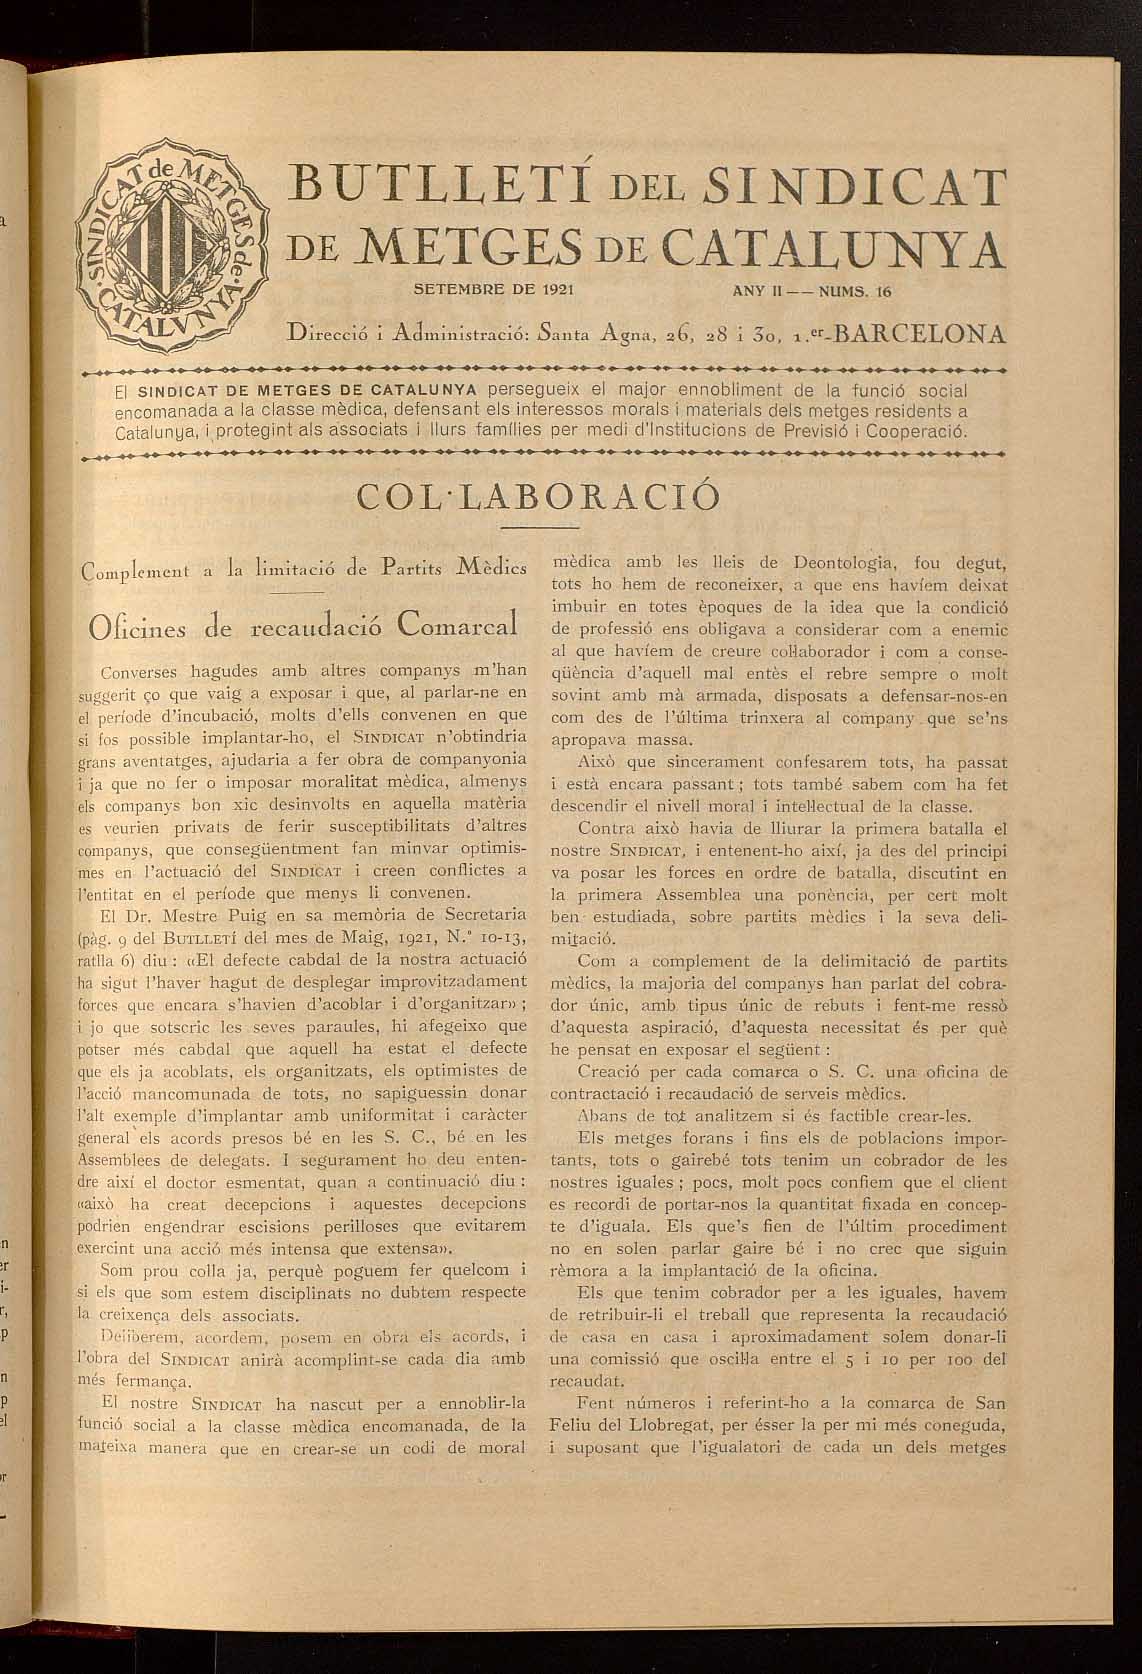 SINDICAT de METGES de CATALVNYA
BUTLLETÍ DEL SINDICAT
DE METGES DE CATALUNYA
SETEMBRE DE 1921 ANY II —— NUMS. 16
Direcció i Administració: Santa Agna, 26, 28 i 30, 1.er-BARCELONA
El SINDICAT DE METGES DE CATALUNYA persegueix el major ennobliment de la funció social
encomanada a la classe mèdica, defensant els interessos morals i materials dels metges residents a
Catalunya, i protegint als associats i llurs famílies per medi d'Institucions de Previsió i Cooperació.
COL·LABORACIÓ
Complement a la limitació de Partits Mèdics
Oficines de recaudació Comarcal
Converses hagudes amb altres companys m'han
suggerit ço que vaig a exposar i que, al parlar-ne en
el període d'incubació, molts d'ells convenen en que
si fos possible implantar-ho, el SINDICAT n'obtindria
grans aventatges, ajudaria a fer obra de companyonia
i ja que no fer o imposar moralitat mèdica, almenys
els companys bon xic desinvolts en aquella matèria
es veurien privats de ferir susceptibilitats d'altres
companys, que consegüentment fan minvar optimis-
mes en l'actuació del SINDICAT i creen conflictes a
l'entitat en el període que menys li convenen.
El Dr. Mestre Puig en sa memòria de Secretaria
(pàg. 9 del BUTLLETÍ del mes de Maig, 1921, N.º 10-13,
ratlla 6) diu : «El defecte cabdal de la nostra actuació
ha sigut l'haver hagut de desplegar improvitzadament
forces que encara s'havien d'acoblar i d'organitzar» ;
i jo que sotscric les seves paraules, hi afegeixo que
potser més cabdal que aquell ha estat el defecte
que els ja acoblats, els organitzats, els optimistes de
l'acció mancomunada de tots, no sapiguessin donar
l'alt exemple d'implantar amb uniformitat i caràcter
general els acords presos bé en les S. C., bé en les
Assemblees de delegats. I segurament ho deu enten-
dre així el doctor esmentat, quan a continuació diu :
«això ha creat decepcions i aquestes decepcions
podrien engendrar escisions perilloses que evitarem
exercint una acció més intensa que extensa».
Som prou colla ja, perquè poguem fer quelcom i
si els que som estem disciplinats no dubtem respecte
la creixença dels associats.
Deliberem, acordem, posem en obra els acords, i
l'obra del SINDICAT anirà acomplint-se cada dia amb
més fermança.
El nostre SINDICAT ha nascut per a ennoblir-la
funció social a la classe mèdica encomanada, de la
mateixa manera que en crear-se un codi de moral
mèdica amb les lleis de Deontologia, fou degut,
tots ho hem de reconeixer, a que ens havíem deixat
imbuir en totes èpoques de la idea que la condició
de professió ens obligava a considerar com a enemic
al que havíem de creure col·laborador i com a conse-
qüència d'aquell mal entès el rebre sempre o molt
sovint amb mà armada, disposats a defensar-nos-en
com des de l'última trinxera al company que se'ns
apropava massa.
Això que sincerament confesarem tots, ha passat
i està encara passant ; tots també sabem com ha fet
descendir el nivell moral i intel·lectual de la classe.
Contra això havia de lliurar la primera batalla el
nostre SINDICAT, i entenent-ho així, ja des del principi
va posar les forces en ordre de batalla, discutint en
la primera Assemblea una ponència, per cert molt
ben estudiada, sobre partits mèdics i la seva deli-
mitació.
Com a complement de la delimitació de partits
mèdics, la majoria del companys han parlat del cobra-
dor únic, amb tipus únic de rebuts i fent-me ressò
d'aquesta aspiració, d'aquesta necessitat és per què
he pensat en exposar el següent :
Creació per cada comarca o S. C. una oficina de
contractació i recaudació de serveis mèdics.
Abans de tot analitzem si és factible crear-les.
Els metges forans i fins els de poblacions impor-
tants, tots o gairebé tots tenim un cobrador de les
nostres iguales ; pocs, molt pocs confiem que el client
es recordi de portar-nos la quantitat fixada en concep-
te d'iguala. Els que's fien de l'últim procediment
no en solen parlar gaire bé i no crec que siguin
rèmora a la implantació de la oficina.
Els que tenim cobrador per a les iguales, havem
de retribuir-li el treball que representa la recaudació
de casa en casa i aproximadament solem donar-li
una comissió que oscil·la entre el 5 i 10 per 100 del
recaudat.
Fent números i referint-ho a la comarca de San
Feliu del Llobregat, per ésser la per mi més coneguda,
i suposant que l'igualatori de cada un dels metges